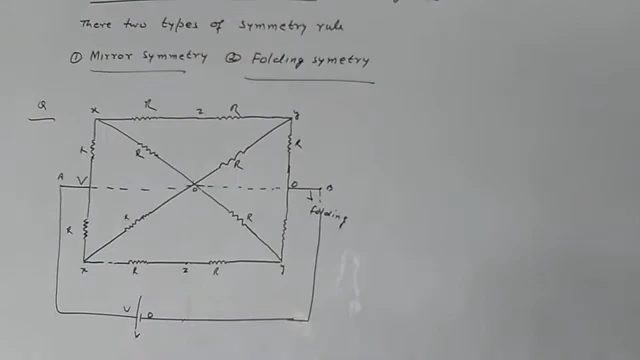 There two types of symmetry rule
① Mirror symmetry ② Folding symetry
Q
x R z R y
R R R R
A V O O B
folding
R R R
x R z R y
V O
V